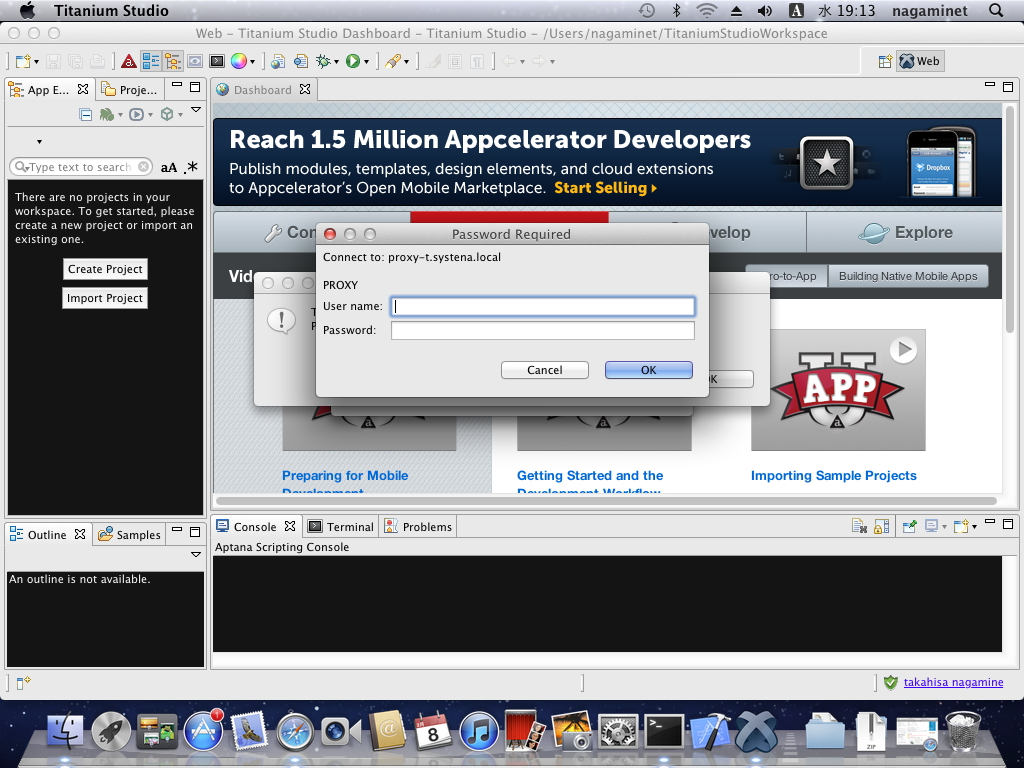 Titanium Studio
A 水 19:13 nagaminet
Web – Titanium Studio Dashboard – Titanium Studio – /Users/nagaminet/TitaniumStudioWorkspace
Web
App E...
Proje...
Dashboard
Type text to search
aA .*
There are no projects in your
workspace. To get started, please
create a new project or import an
existing one.
Create Project
Import Project
Reach 1.5 Million Appcelerator Developers
Publish modules, templates, design elements, and cloud extensions
to Appcelerator's Open Mobile Marketplace. Start Selling
Dropbox
Con
velop
Explore
Vid
ro-to-App
Building Native Mobile Apps
Password Required
Connect to: proxy-t.systena.local
PROXY
User name:
Password:
Cancel
OK
OK
APP
a
a
a
Preparing for Mobile
Development
Getting Started and the
Development Workflow
Importing Sample Projects
Outline
Samples
An outline is not available.
Console
Terminal
Problems
Aptana Scripting Console
takahisa nagamine
1
8
ZIP